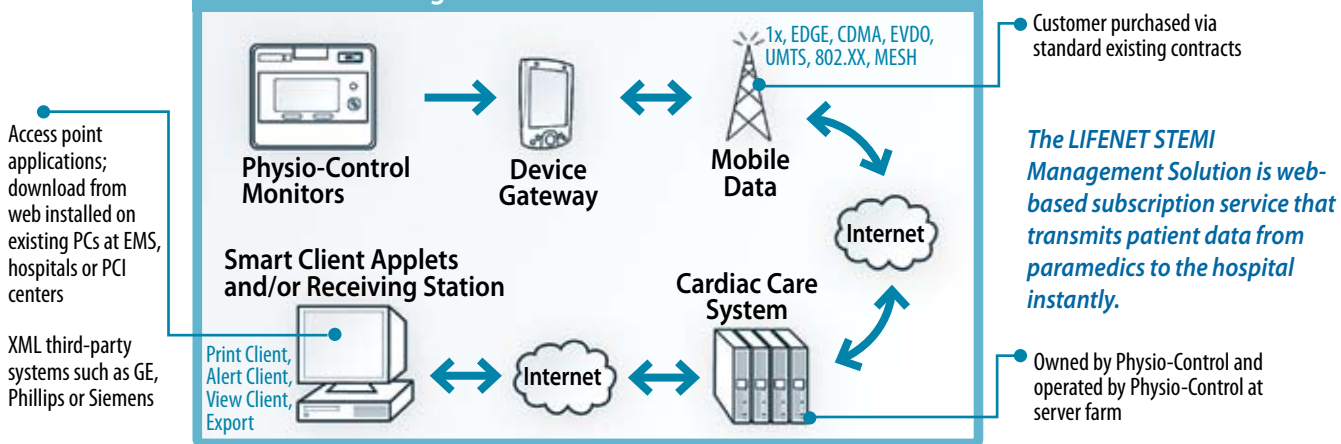 1x, EDGE, CDMA, EVDO,
UMTS, 802.XX, MESH
Customer purchased via
standard existing contracts
Physio-Control
Monitors
Device
Gateway
Mobile
Data
Access point
applications;
download from
web installed on
existing PCs at EMS,
hospitals or PCI
centers
XML third-party
systems such as GE,
Phillips or Siemens
The LIFENET STEMI
Management Solution is web-
based subscription service that
transmits patient data from
paramedics to the hospital
instantly.
Internet
Smart Client Applets
and/or Receiving Station
Cardiac Care
System
Print Client,
Alert Client,
View Client,
Export
Internet
Owned by Physio-Control and
operated by Physio-Control at
server farm